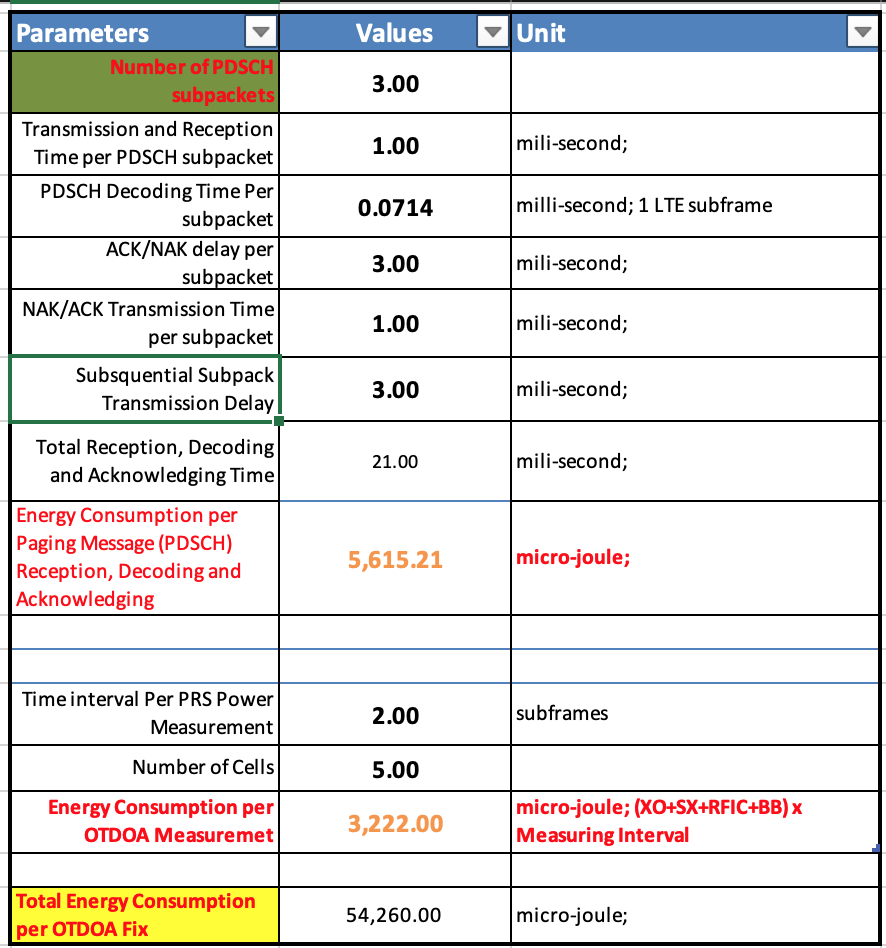 Parameters Values Unit
Number of PDSCH
subpackets 3.00
Transmission and Reception
Time per PDSCH subpacket 1.00 mili-second;
PDSCH Decoding Time Per
subpacket 0.0714 milli-second; 1 LTE subframe
ACK/NAK delay per
subpacket 3.00 mili-second;
NAK/ACK Transmission Time
per subpacket 1.00 mili-second;
Subsquential Subpack
Transmission Delay 3.00 mili-second;
Total Reception, Decoding
and Acknowledging Time 21.00 mili-second;
Energy Consumption per
Paging Message (PDSCH)
Reception, Decoding and
Acknowledging 5,615.21 micro-joule;
Time interval Per PRS Power
Measurement 2.00 subframes
Number of Cells 5.00
Energy Consumption per
OTDOA Measuremet 3,222.00 micro-joule; (XO+SX+RFIC+BB) x
Measuring Interval
Total Energy Consumption
per OTDOA Fix 54,260.00 micro-joule;